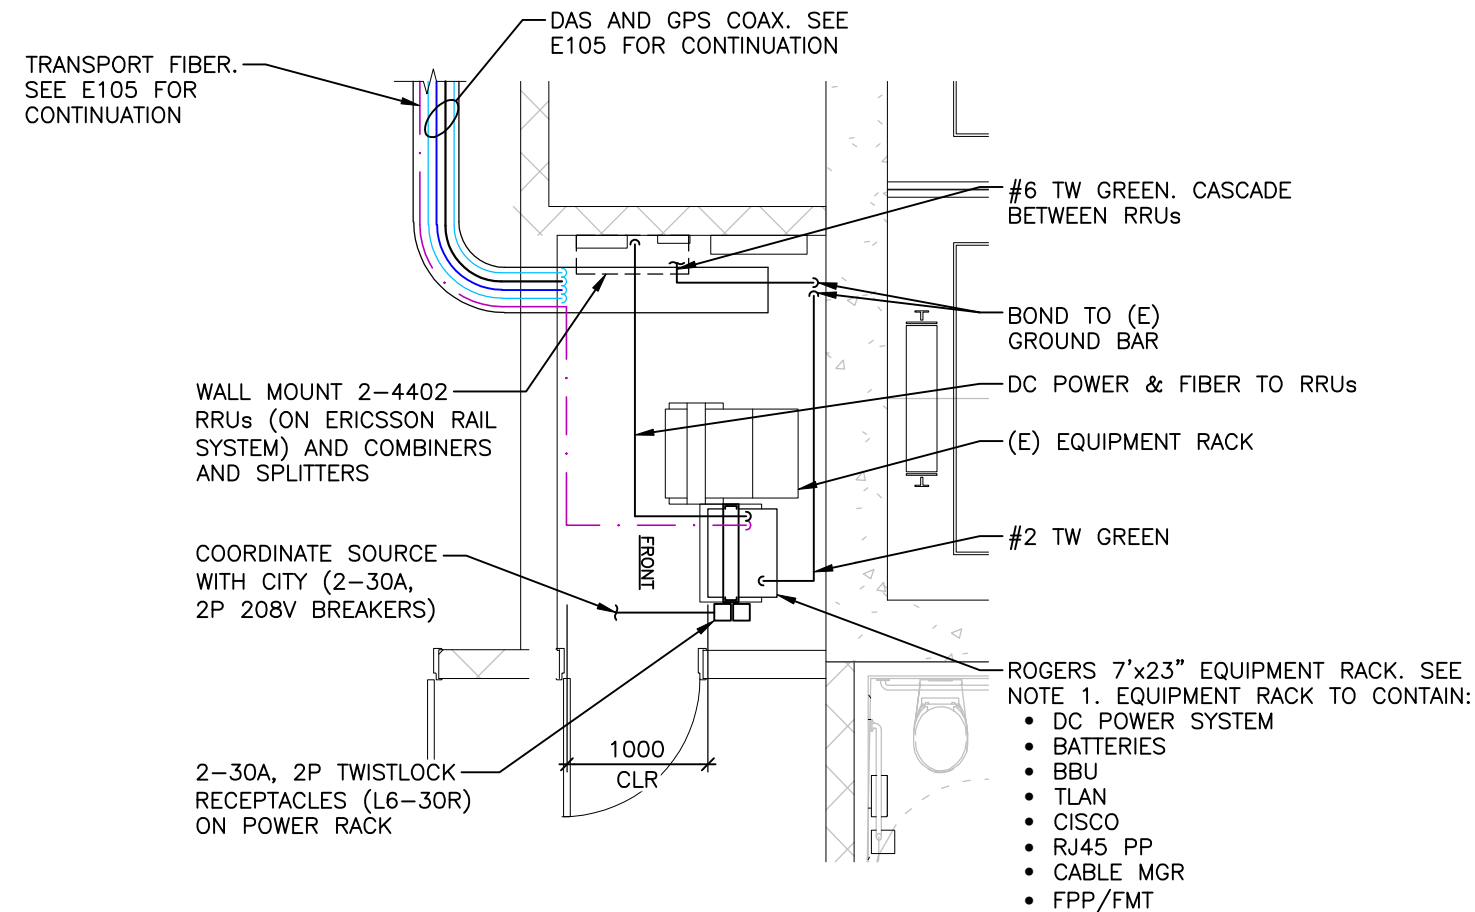 DAS AND GPS COAX. SEE
E105 FOR CONTINUATION
TRANSPORT FIBER.
SEE E105 FOR
CONTINUATION
#6 TW GREEN. CASCADE
BETWEEN RRUs
BOND TO (E)
GROUND BAR
DC POWER & FIBER TO RRUs
WALL MOUNT 2-4402
RRUs (ON ERICSSON RAIL
SYSTEM) AND COMBINERS
AND SPLITTERS
(E) EQUIPMENT RACK
#2 TW GREEN
FRONT
COORDINATE SOURCE
WITH CITY (2-30A,
2P 208V BREAKERS)
ROGERS 7'x23" EQUIPMENT RACK. SEE
NOTE 1. EQUIPMENT RACK TO CONTAIN:
• DC POWER SYSTEM
• BATTERIES
• BBU
• TLAN
• CISCO
• RJ45 PP
• CABLE MGR
• FPP/FMT
1000
CLR
2-30A, 2P TWISTLOCK
RECEPTACLES (L6-30R)
ON POWER RACK